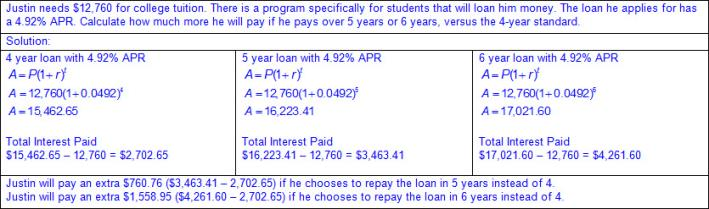 Justin needs $12,760 for college tuition. There is a program specifically for students that will loan him money. The loan he applies for has
a 4.92% APR. Calculate how much more he will pay if he pays over 5 years or 6 years, versus the 4-year standard.
Solution:
4 year loan with 4.92% APR
A = P(1 + r)^t
A = 12,760(1 + 0.0492)^4
A = 15,462.65
Total Interest Paid
$15,462.65 – 12,760 = $2,702.65
5 year loan with 4.92% APR
A = P(1 + r)^t
A = 12,760(1 + 0.0492)^5
A = 16,223.41
Total Interest Paid
$16,223.41 – 12,760 = $3,463.41
6 year loan with 4.92% APR
A = P(1 + r)^t
A = 12,760(1 + 0.0492)^6
A = 17,021.60
Total Interest Paid
$17,021.60 – 12,760 = $4,261.60
Justin will pay an extra $760.76 ($3,463.41 – 2,702.65) if he chooses to repay the loan in 5 years instead of 4.
Justin will pay an extra $1,558.95 ($4,261.60 – 2,702.65) if he chooses to repay the loan in 6 years instead of 4.